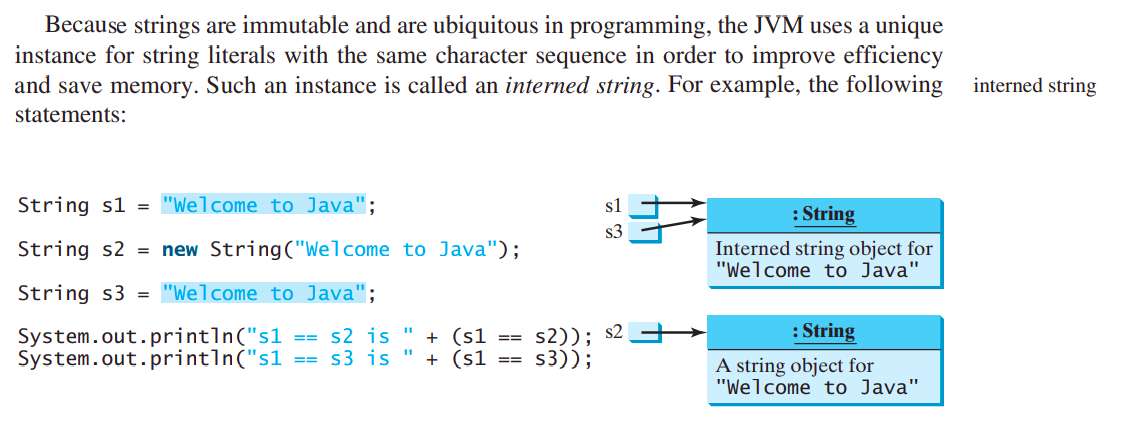 Because strings are immutable and are ubiquitous in programming, the JVM uses a unique
instance for string literals with the same character sequence in order to improve efficiency
and save memory. Such an instance is called an interned string. For example, the following
interned string
statements:
String s1 = "Welcome to Java";
String s2 = new String("Welcome to Java");
String s3 = "Welcome to Java";
System.out.println("s1 == s2 is " + (s1 == s2));
System.out.println("s1 == s3 is " + (s1 == s3));
s1
s3
: String
Interned string object for
"Welcome to Java"
s2
: String
A string object for
"Welcome to Java"